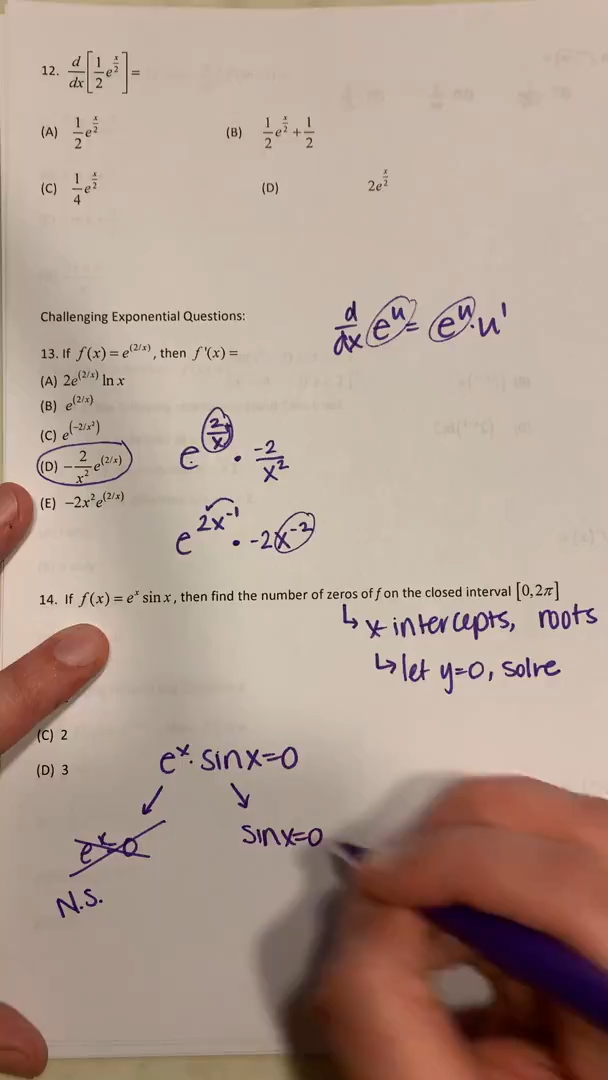 12. d/dx [1/2 e^(x/2)] =
(A) 1/2 e^(x/2) (B) 1/2 e^(x/2) + 1/2
(C) 1/4 e^(x/2) (D) 2e^(x/2)
Challenging Exponential Questions:
d/dx e^u = e^u · u'
13. If f(x) = e^(2/x), then f'(x) =
(A) 2e^(2/x) ln x
(B) e^(2/x)
(C) e^(-2/x²)
(D) -2/x² e^(2/x)
(E) -2x² e^(2/x)
e^(2/x) · -2/x²
e^(2x^-1) · -2x^-2
14. If f(x) = e^x sin x, then find the number of zeros of f on the closed interval [0,2π]
↳ x intercepts, roots
↳ let y=0, solve
(C) 2
(D) 3
e^x · sinx=0
e^x=0 sinx=0
N.S.